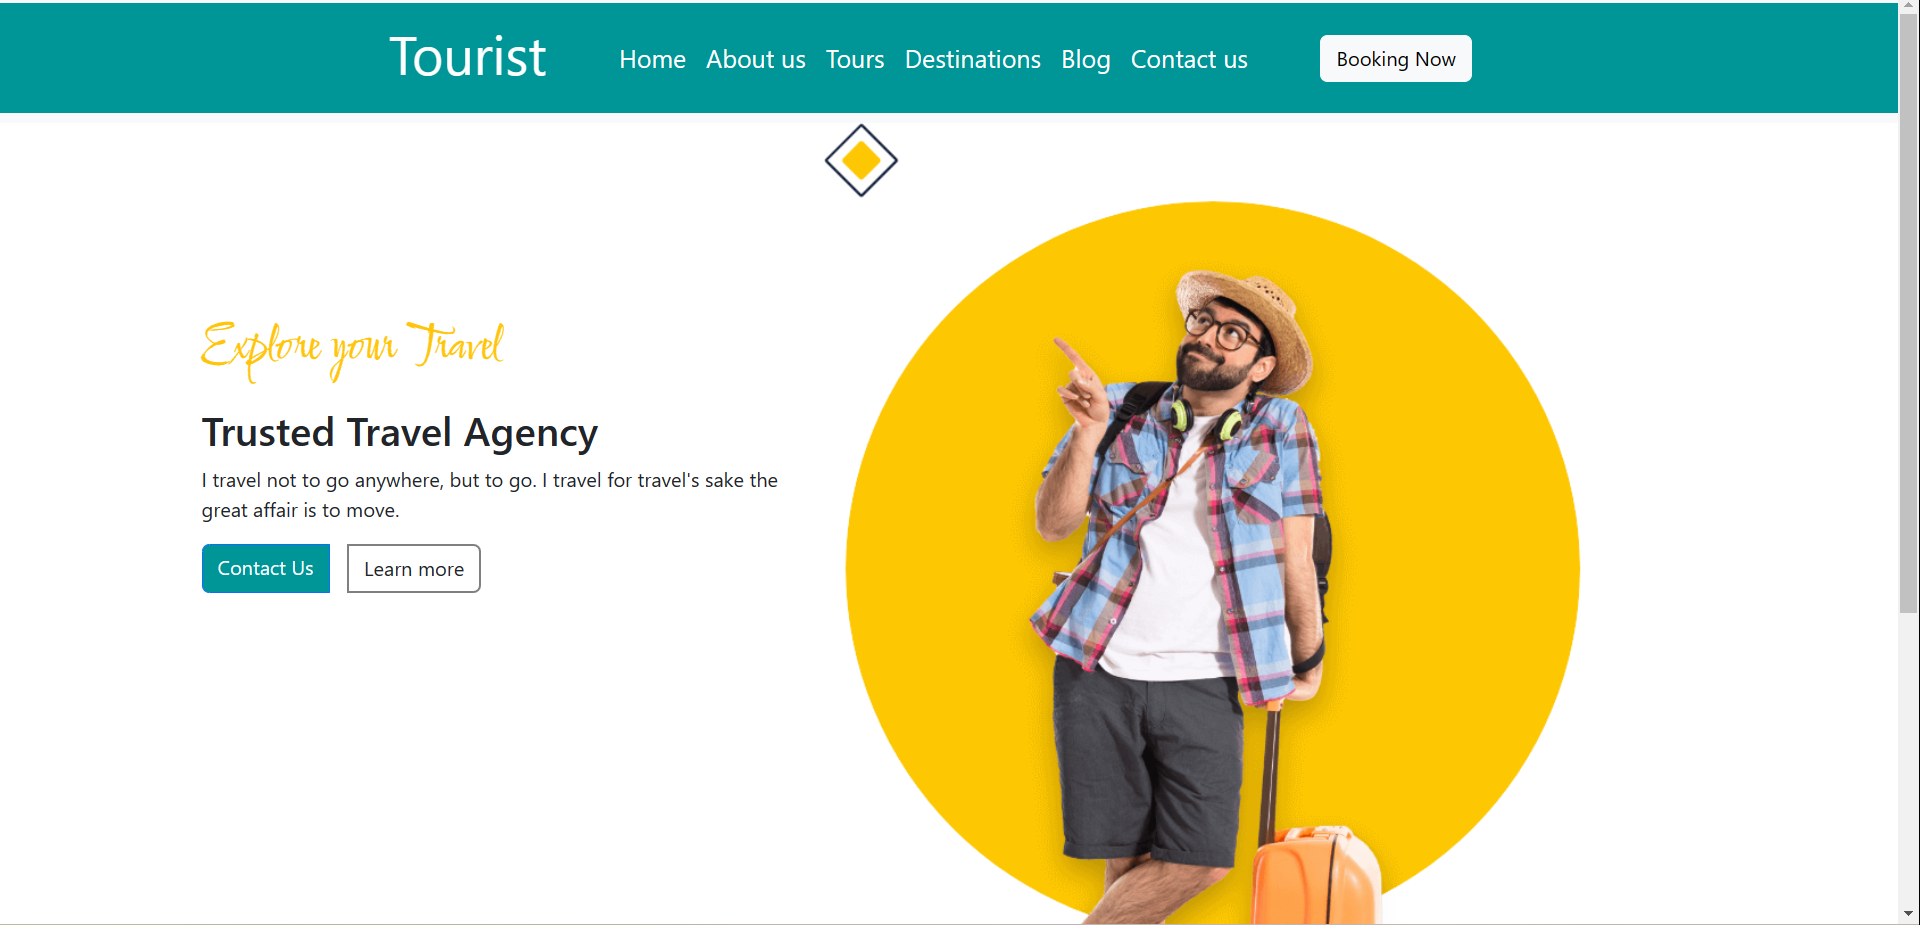 Tourist
Home About us Tours Destinations Blog Contact us
Booking Now
Explore your Travel
Trusted Travel Agency
I travel not to go anywhere, but to go. I travel for travel's sake the
great affair is to move.
Contact Us
Learn more